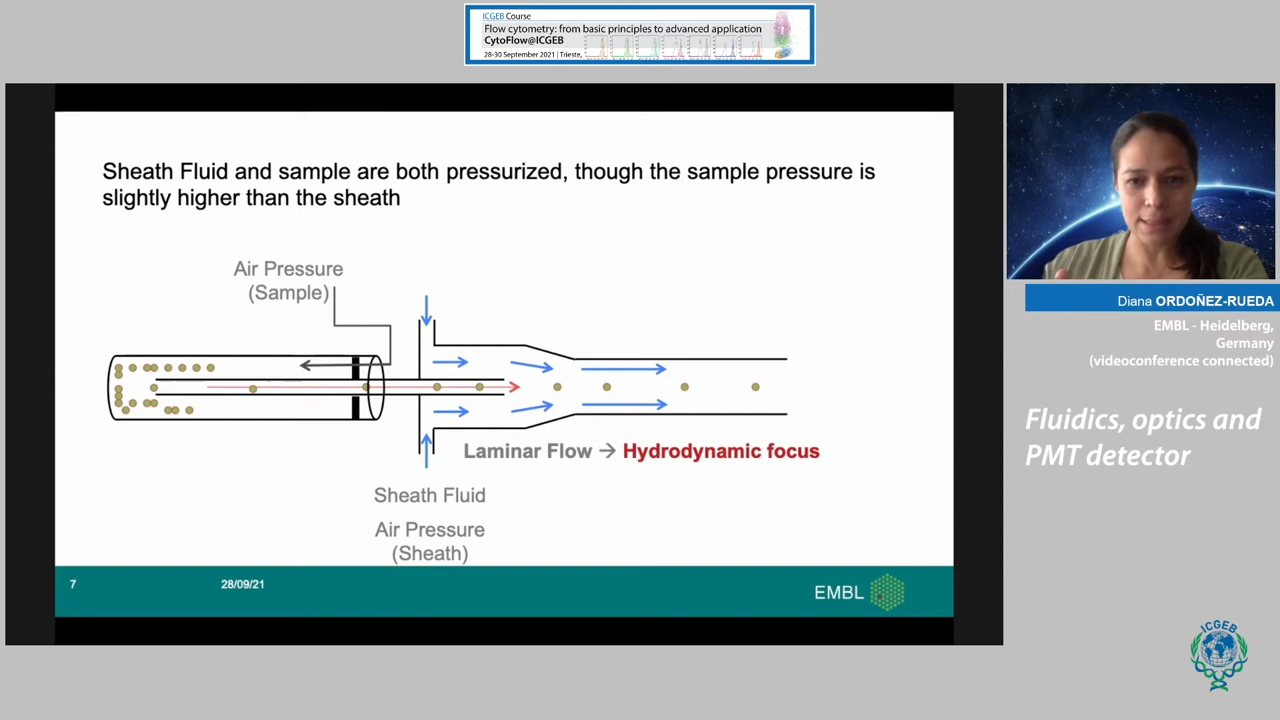 ICGEB Course
Flow cytometry: from basic principles to advanced application
CytoFlow@ICGEB
28-30 September 2021 | Trieste,
Sheath Fluid and sample are both pressurized, though the sample pressure is
slightly higher than the sheath
Air Pressure
(Sample)
Laminar Flow → Hydrodynamic focus
Sheath Fluid
Air Pressure
(Sheath)
7
28/09/21
EMBL
Diana ORDOÑEZ-RUEDA
EMBL - Heidelberg,
Germany
(videoconference connected)
Fluidics, optics and
PMT detector
ICGEB